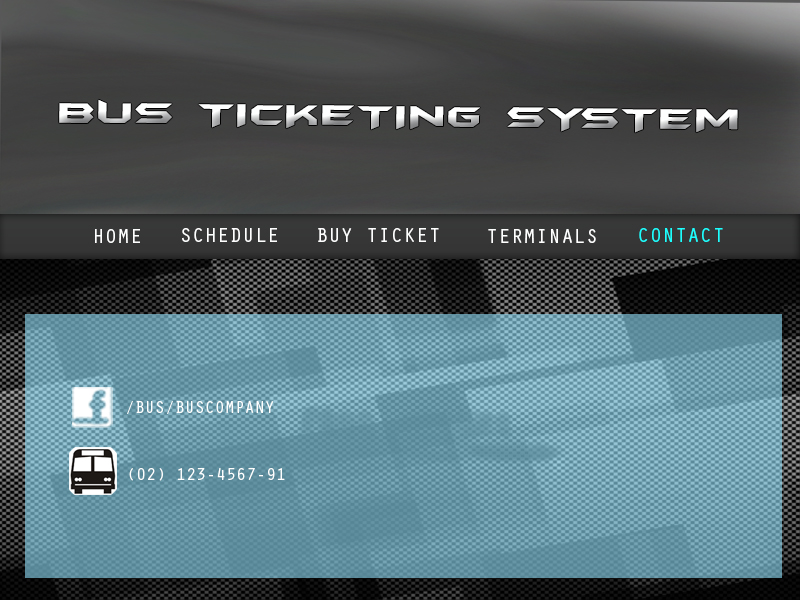 BUS TICKETING SYSTEM
HOME SCHEDULE BUY TICKET TERMINALS CONTACT
/BUS/BUSCOMPANY
(02) 123-4567-91